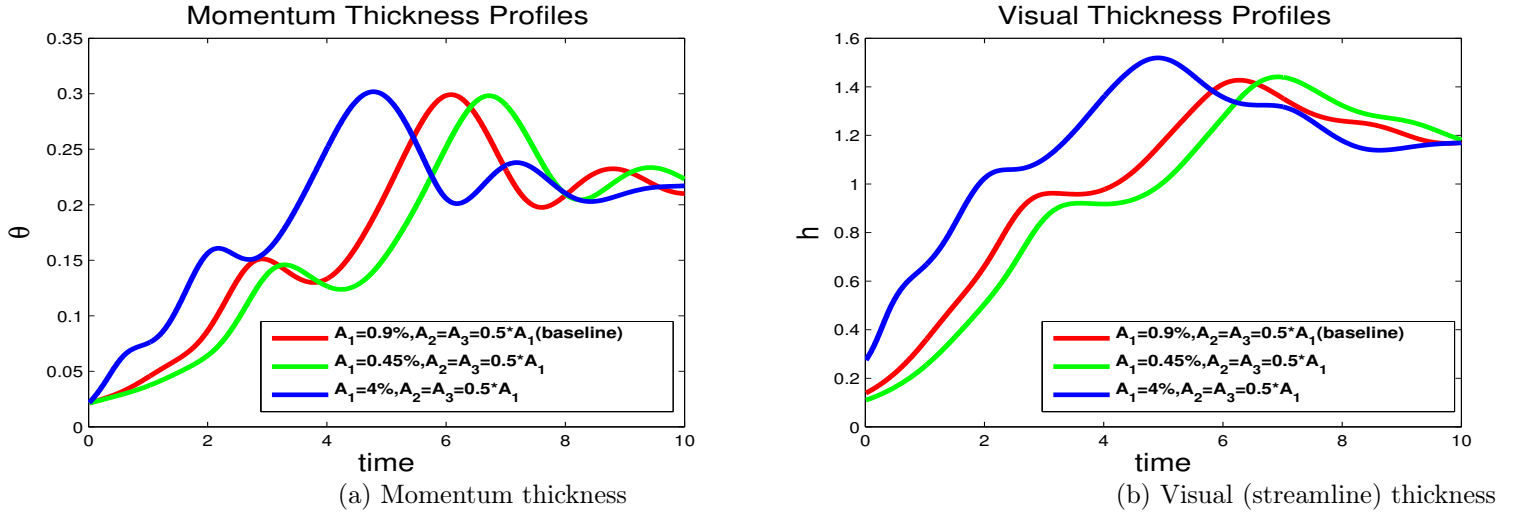 Momentum Thickness Profiles
0.35
0.3
0.25
0.2
0.15
0.1
0.05
0
θ
A₁=0.9%,A₂=A₃=0.5*A₁(baseline)
A₁=0.45%,A₂=A₃=0.5*A₁
A₁=4%,A₂=A₃=0.5*A₁
0 2 4 6 8 10
time
(a) Momentum thickness
Visual Thickness Profiles
1.6
1.4
1.2
1
0.8
0.6
0.4
0.2
0
h
A₁=0.9%,A₂=A₃=0.5*A₁(baseline)
A₁=0.45%,A₂=A₃=0.5*A₁
A₁=4%,A₂=A₃=0.5*A₁
0 2 4 6 8 10
time
(b) Visual (streamline) thickness